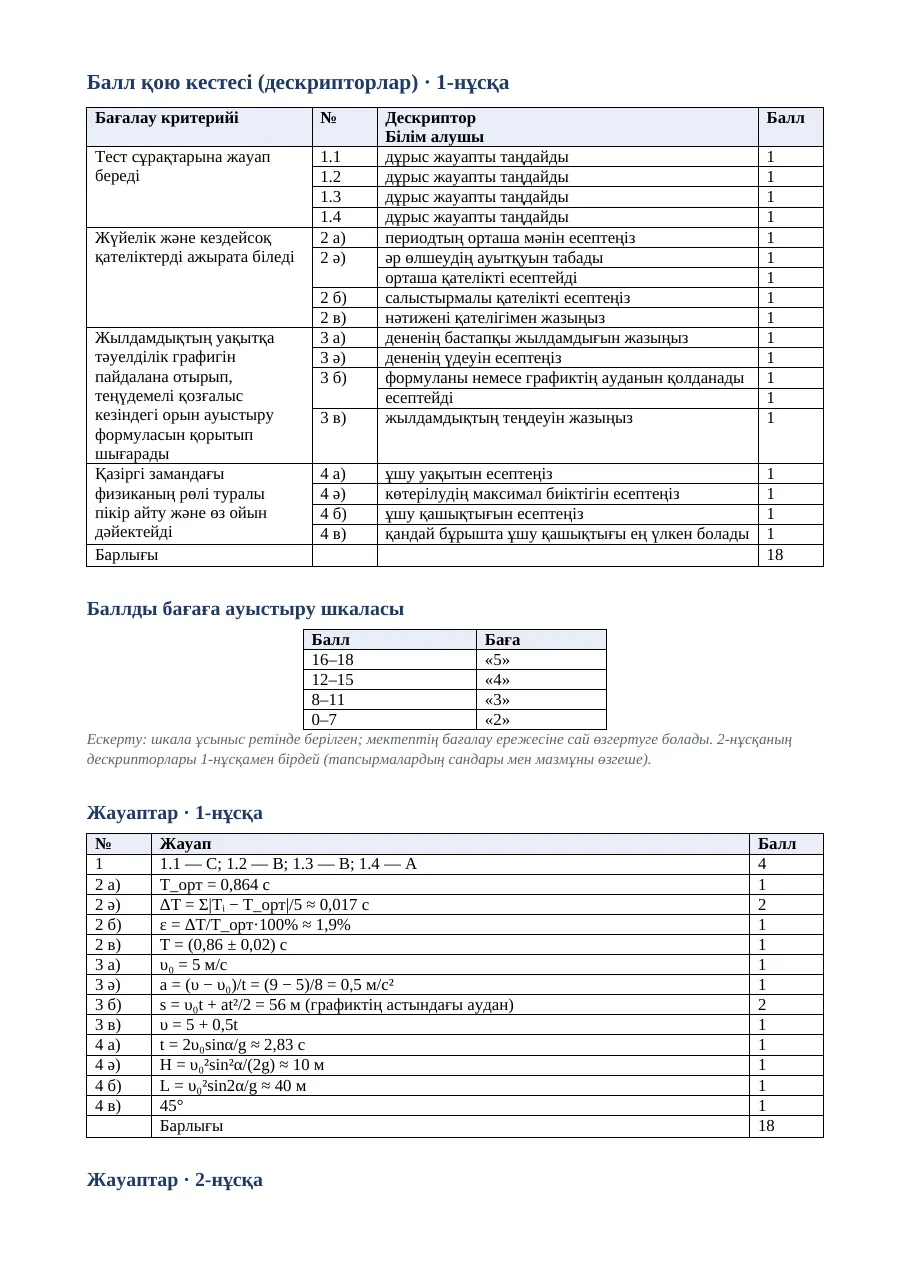 Балл қою кестесі (дескрипторлар) · 1-нұсқа
Бағалау критерийі № Дескриптор Балл
Білім алушы
Тест сұрақтарына жауап 1.1 дұрыс жауапты таңдайды 1
береді 1.2 дұрыс жауапты таңдайды 1
1.3 дұрыс жауапты таңдайды 1
1.4 дұрыс жауапты таңдайды 1
Жүйелік және кездейсоқ 2 а) периодтың орташа мәнін есептеңіз 1
қателіктерді ажырата біледі 2 ә) әр өлшеудің ауытқуын табады 1
орташа қателікті есептейді 1
2 б) салыстырмалы қателікті есептеңіз 1
2 в) нәтижені қателігімен жазыңыз 1
Жылдамдықтың уақытқа 3 а) дененің бастапқы жылдамдығын жазыңыз 1
тәуелділік графигін 3 ә) дененің үдеуін есептеңіз 1
пайдалана отырып, 3 б) формуланы немесе графиктің ауданын қолданады 1
теңүдемелі қозғалыс есептейді 1
кезіндегі орын ауыстыру 3 в) жылдамдықтың теңдеуін жазыңыз 1
формуласын қорытып
шығарады
Қазіргі замандағы 4 а) ұшу уақытын есептеңіз 1
физиканың рөлі туралы 4 ә) көтерілудің максимал биіктігін есептеңіз 1
пікір айту және өз ойын 4 б) ұшу қашықтығын есептеңіз 1
дәйектейді 4 в) қандай бұрышта ұшу қашықтығы ең үлкен болады 1
Барлығы 18
Баллды бағаға ауыстыру шкаласы
Балл Баға
16–18 «5»
12–15 «4»
8–11 «3»
0–7 «2»
Ескерту: шкала ұсыныс ретінде берілген; мектептің бағалау ережесіне сай өзгертуге болады. 2-нұсқаның
дескрипторлары 1-нұсқамен бірдей (тапсырмалардың сандары мен мазмұны өзгеше).
Жауаптар · 1-нұсқа
№ Жауап Балл
1 1.1 — C; 1.2 — B; 1.3 — B; 1.4 — A 4
2 а) T_орт = 0,864 с 1
2 ә) ΔT = Σ|Tᵢ − T_орт|/5 ≈ 0,017 с 2
2 б) ε = ΔT/T_орт·100% ≈ 1,9% 1
2 в) T = (0,86 ± 0,02) с 1
3 а) υ₀ = 5 м/с 1
3 ә) a = (υ − υ₀)/t = (9 − 5)/8 = 0,5 м/с² 1
3 б) s = υ₀t + at²/2 = 56 м (графиктің астындағы аудан) 2
3 в) υ = 5 + 0,5t 1
4 а) t = 2υ₀sinα/g ≈ 2,83 с 1
4 ә) H = υ₀²sin²α/(2g) ≈ 10 м 1
4 б) L = υ₀²sin2α/g ≈ 40 м 1
4 в) 45° 1
Барлығы 18
Жауаптар · 2-нұсқа